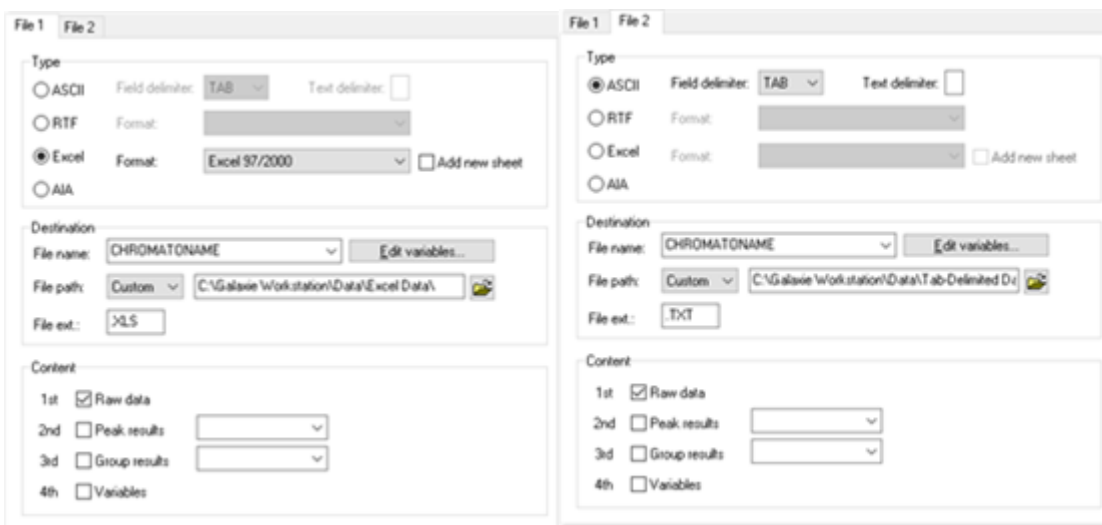 File 1 File 2
Type
ASCII Field delimiter: TAB Text delimiter:
RTF Format:
Excel Format: Excel 97/2000 Add new sheet
AIA
Destination
File name: CHROMATONAME Edit variables...
File path: Custom C:\Galaxie Workstation\Data\Excel Data\
File ext.: .XLS
Content
1st Raw data
2nd Peak results
3rd Group results
4th Variables
File 1 File 2
Type
ASCII Field delimiter: TAB Text delimiter:
RTF Format:
Excel Format: Add new sheet
AIA
Destination
File name: CHROMATONAME Edit variables...
File path: Custom C:\Galaxie Workstation\Data\Tab-Delimited Da
File ext.: .TXT
Content
1st Raw data
2nd Peak results
3rd Group results
4th Variables